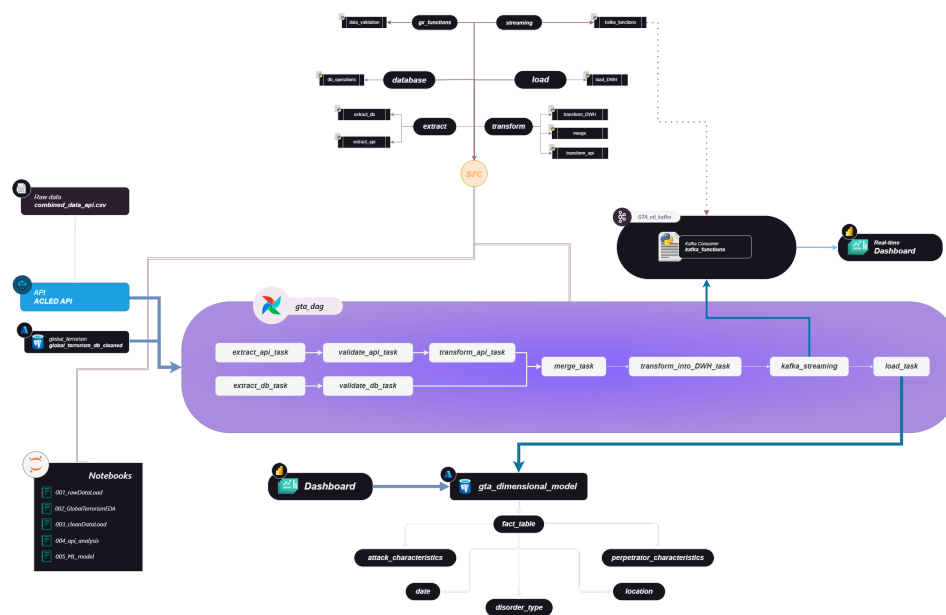 data_validation
gx_functions
streaming
kafka_functions
db_operations
database
load
load_DWH
extract_db
extract
transform
transform_DWH
merge
extract_api
transform_api
src
Raw data
combined_data_api.csv
API
ACLED API
global_terrorism
global_terrorism_db_cleaned
GTA_etl_kafka
Kafka Consumer
kafka_functions
Real-time
Dashboard
gta_dag
extract_api_task
validate_api_task
transform_api_task
extract_db_task
validate_db_task
merge_task
transform_into_DWH_task
kafka_streaming
load_task
Notebooks
001_rawDataLoad
002_GlobalTerrorismEDA
003_cleanDataLoad
004_api_analysis
005_ML_model
Dashboard
gta_dimensional_model
fact_table
attack_characteristics
perpetrator_characteristics
date
location
disorder_type